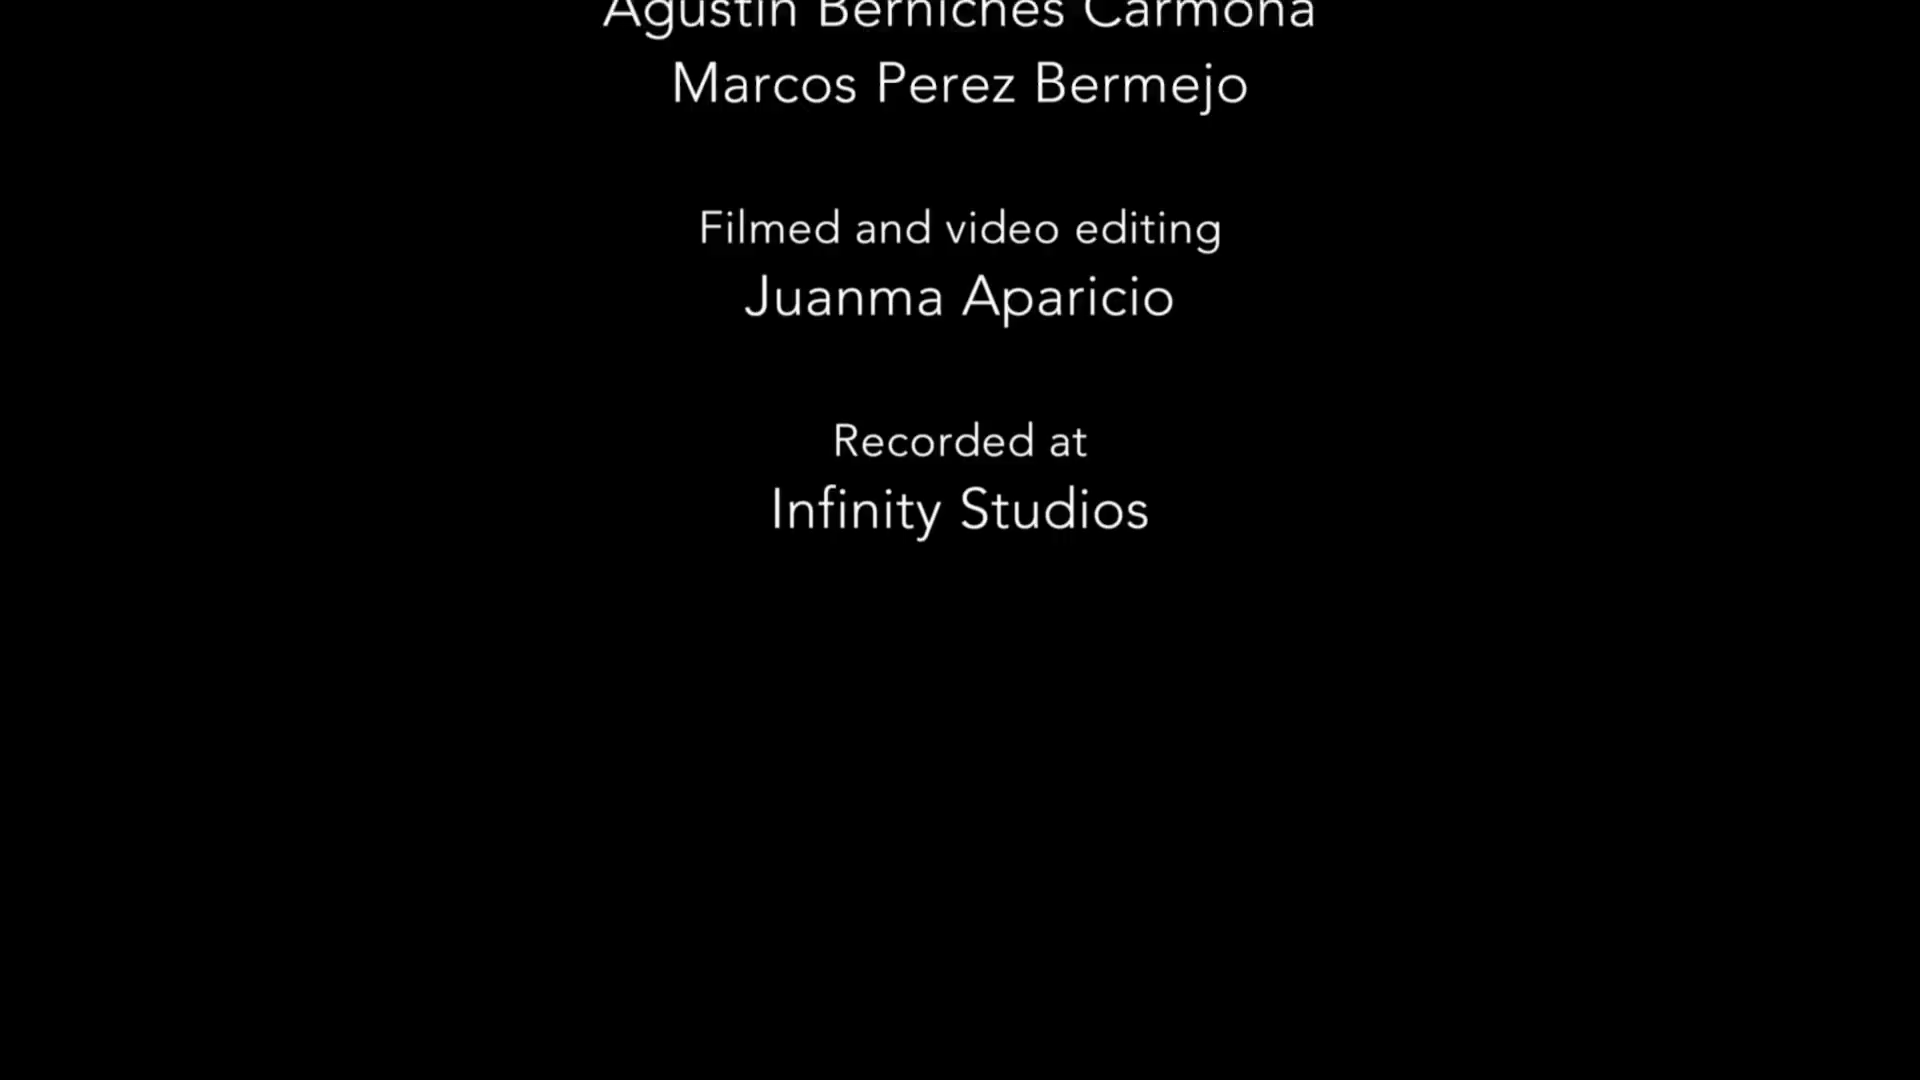 Agustin Berniches Carmona
Marcos Perez Bermejo
Filmed and video editing
Juanma Aparicio
Recorded at
Infinity Studios